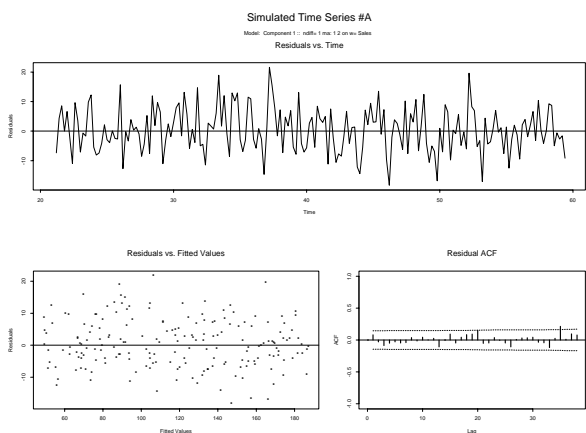 Simulated Time Series #A
Model: Component 1 :: ndiff= 1 ma: 1 2 on w= Sales
Residuals vs. Time
Residuals
20
10
0
-10
20
30
40
50
60
Time
Residuals vs. Fitted Values
Residuals
20
10
0
-10
60
80
100
120
140
160
180
Fitted Values
Residual ACF
ACF
1.0
0.5
0.0
-0.5
-1.0
0
10
20
30
Lag